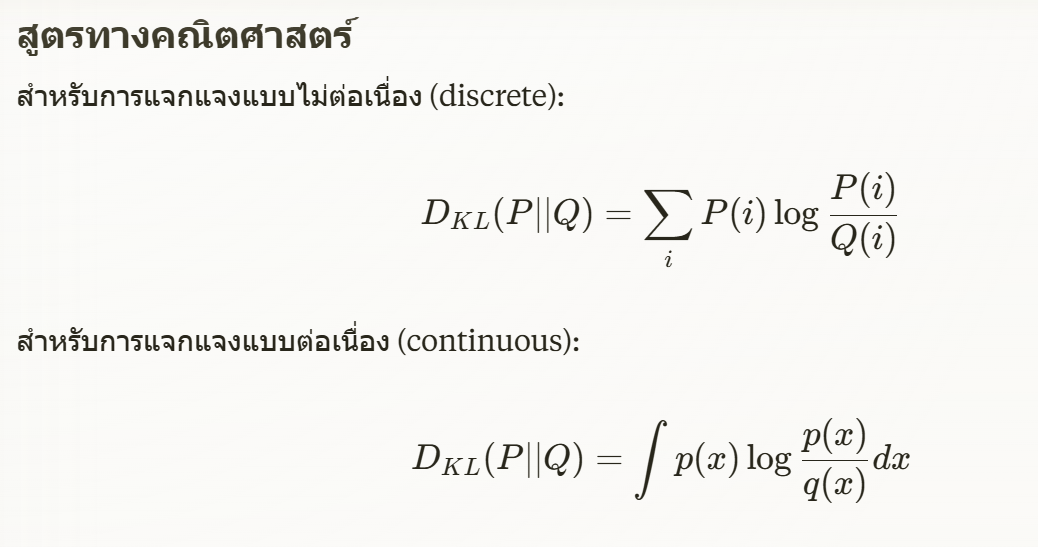 สูตรทางคณิตศาสตร์
สำหรับการแจกแจงแบบไม่ต่อเนื่อง (discrete):
$$D_{KL}(P||Q) = \sum_{i} P(i) \log \frac{P(i)}{Q(i)}$$
สำหรับการแจกแจงแบบต่อเนื่อง (continuous):
$$D_{KL}(P||Q) = \int p(x) \log \frac{p(x)}{q(x)} dx$$